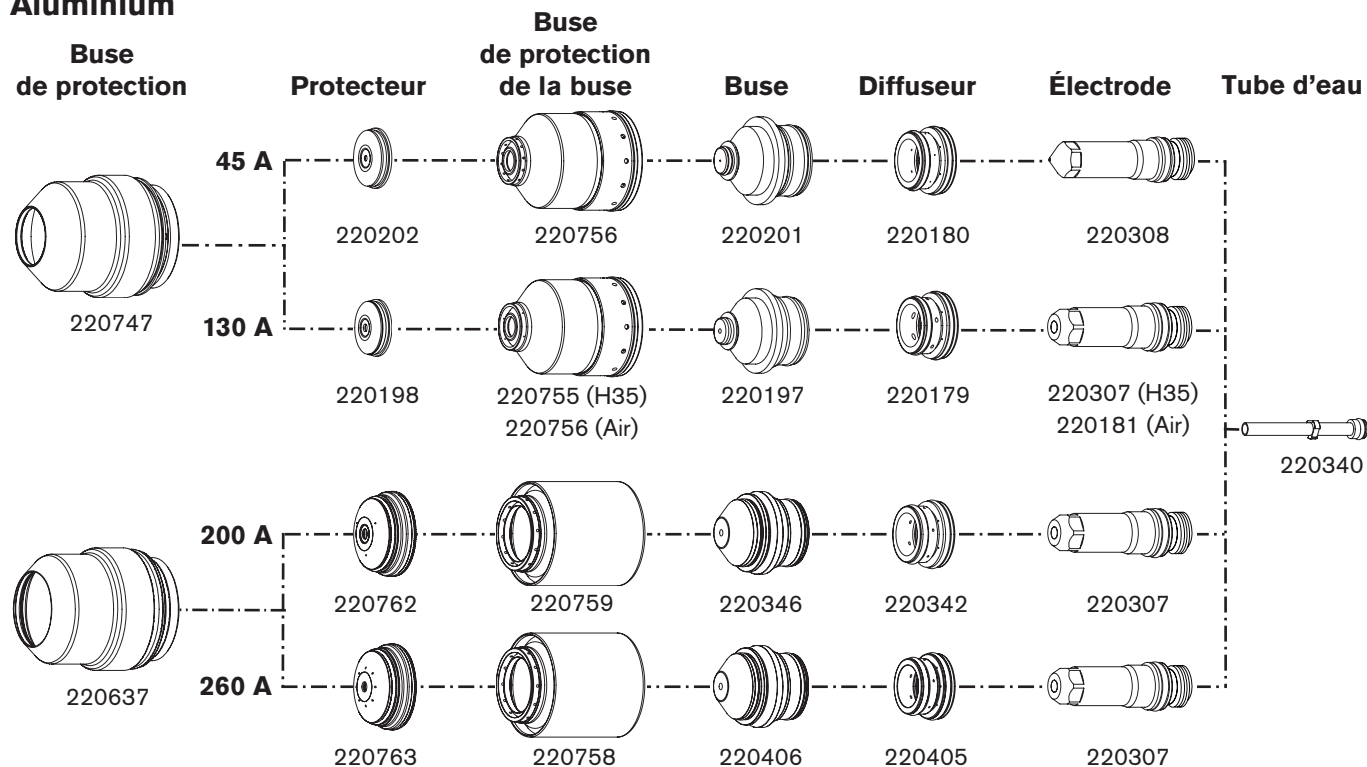 Aluminium
Buse
de protection
Protecteur
Buse
de protection
de la buse
Buse
Diffuseur
Électrode
Tube d'eau
45 A
220202
220756
220201
220180
220308
220747
130 A
220198
220755 (H35)
220756 (Air)
220197
220179
220307 (H35)
220181 (Air)
220340
200 A
220762
220759
220346
220342
220307
220637
260 A
220763
220758
220406
220405
220307